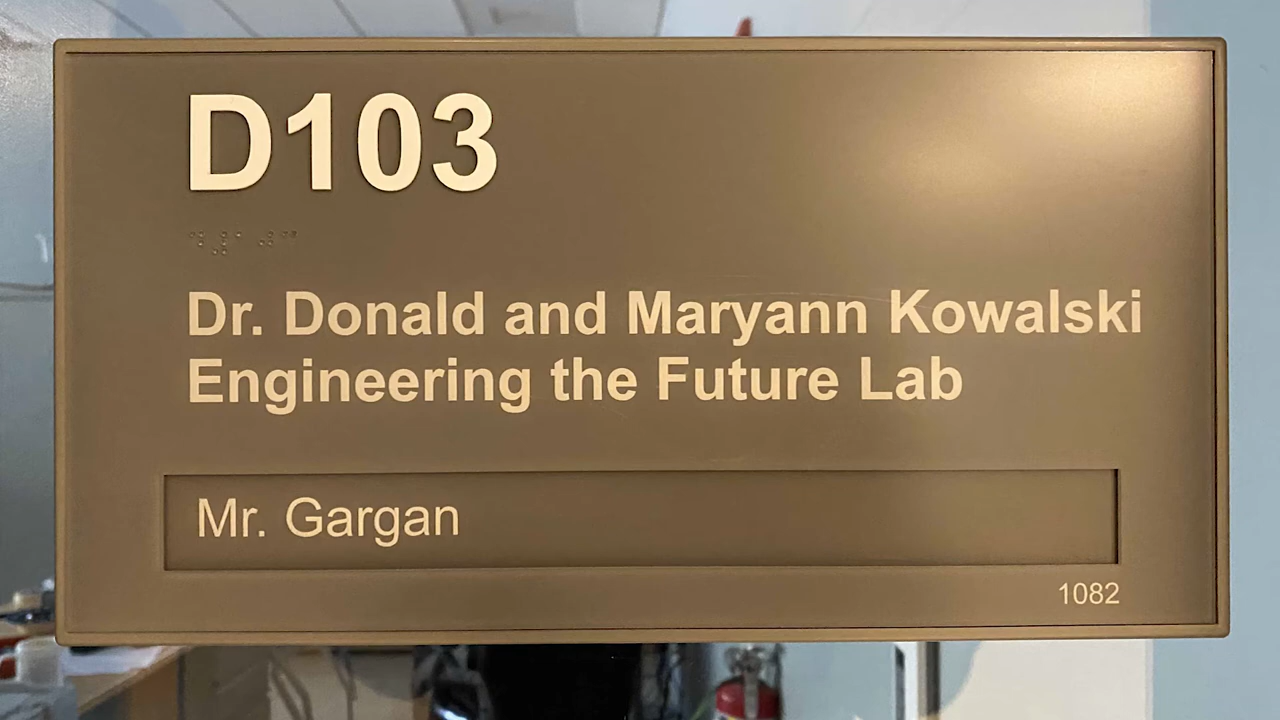 D103
Dr. Donald and Maryann Kowalski
Engineering the Future Lab
Mr. Gargan
1082